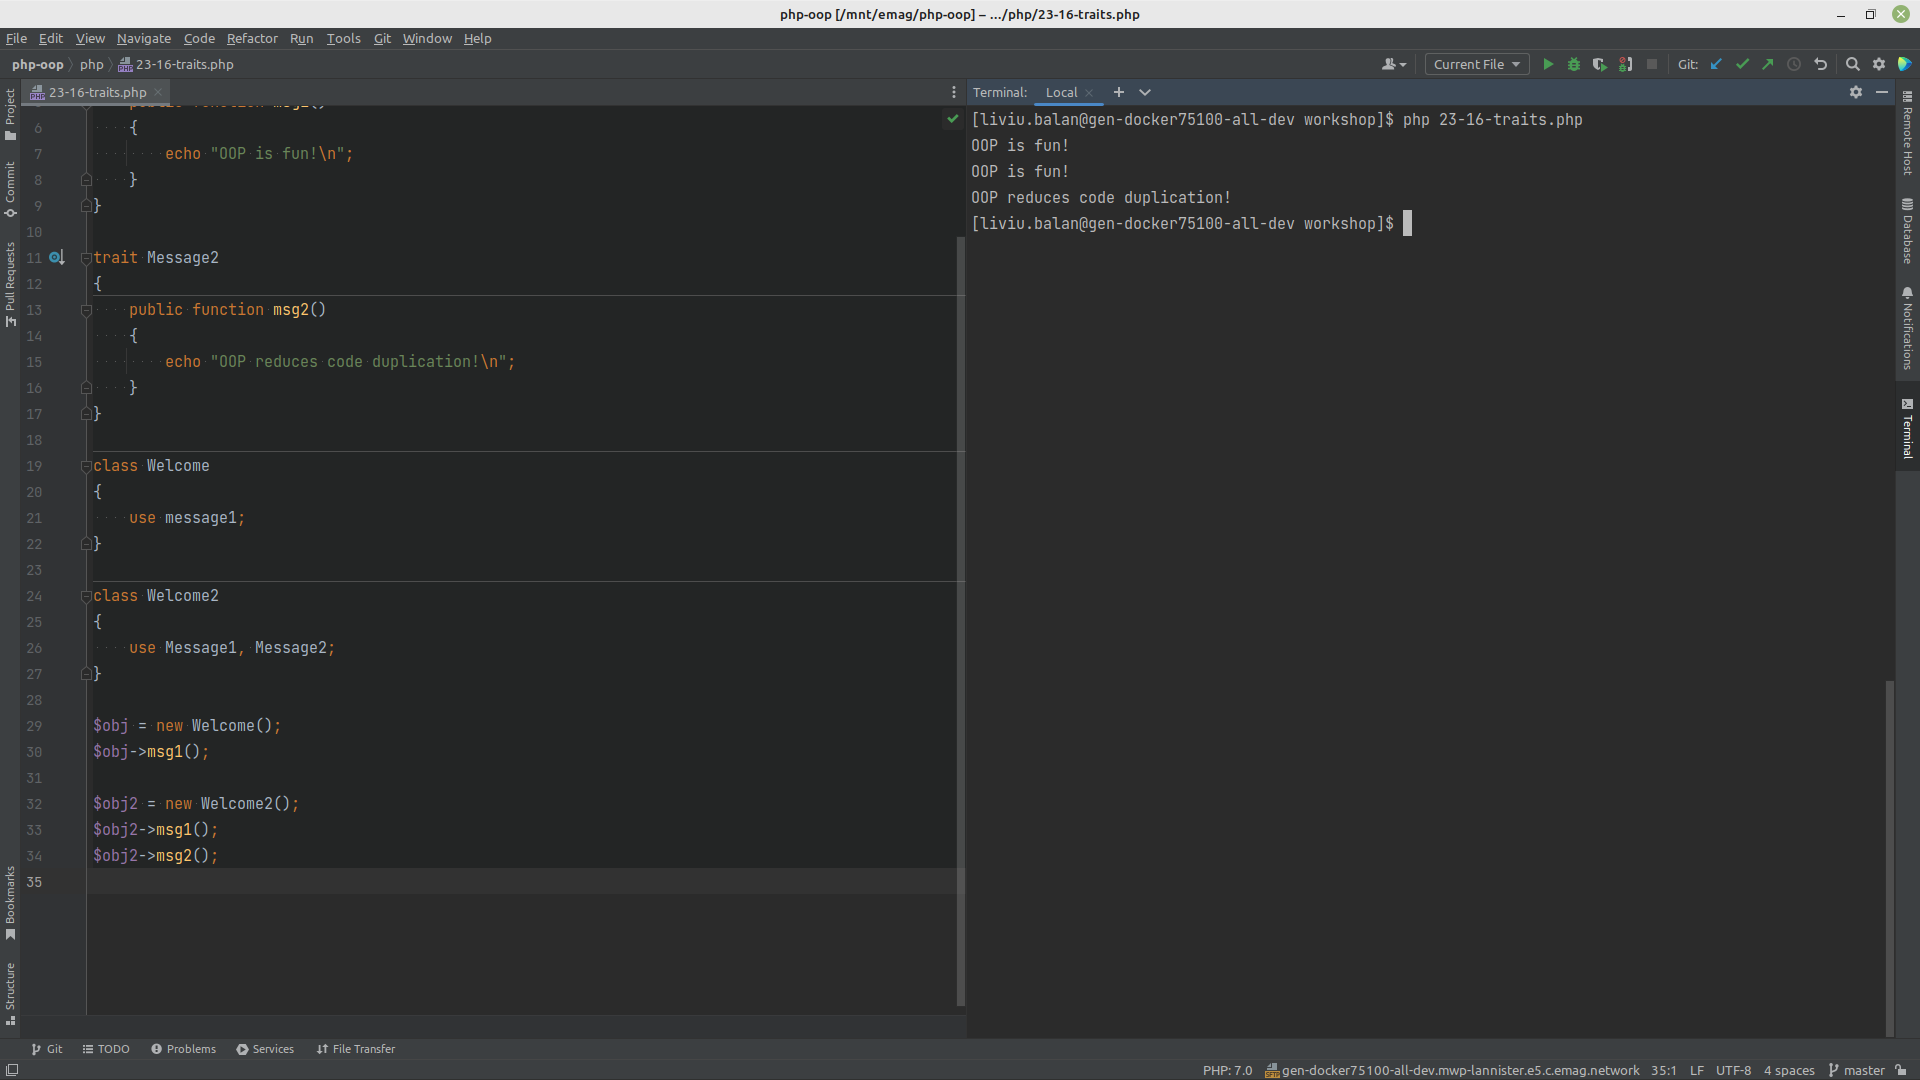 php-oop [/mnt/emag/php-oop] – .../php/23-16-traits.php
File Edit View Navigate Code Refactor Run Tools Git Window Help
php-oop php 23-16-traits.php
Current File Git:
23-16-traits.php
Terminal: Local
6 {
7 echo "OOP is fun!\n";
8 }
9 }
10
11 trait Message2
12 {
13 public function msg2()
14 {
15 echo "OOP reduces code duplication!\n";
16 }
17 }
18
19 class Welcome
20 {
21 use message1;
22 }
23
24 class Welcome2
25 {
26 use Message1, Message2;
27 }
28
29 $obj = new Welcome();
30 $obj->msg1();
31
32 $obj2 = new Welcome2();
33 $obj2->msg1();
34 $obj2->msg2();
35
[liviu.balan@gen-docker75100-all-dev workshop]$ php 23-16-traits.php
OOP is fun!
OOP is fun!
OOP reduces code duplication!
[liviu.balan@gen-docker75100-all-dev workshop]$
Project
Commit
Pull Requests
Bookmarks
Structure
Remote Host
Database
Notifications
Terminal
Git TODO Problems Services File Transfer
PHP: 7.0 gen-docker75100-all-dev.mwp-lannister.e5.c.emag.network 35:1 LF UTF-8 4 spaces master